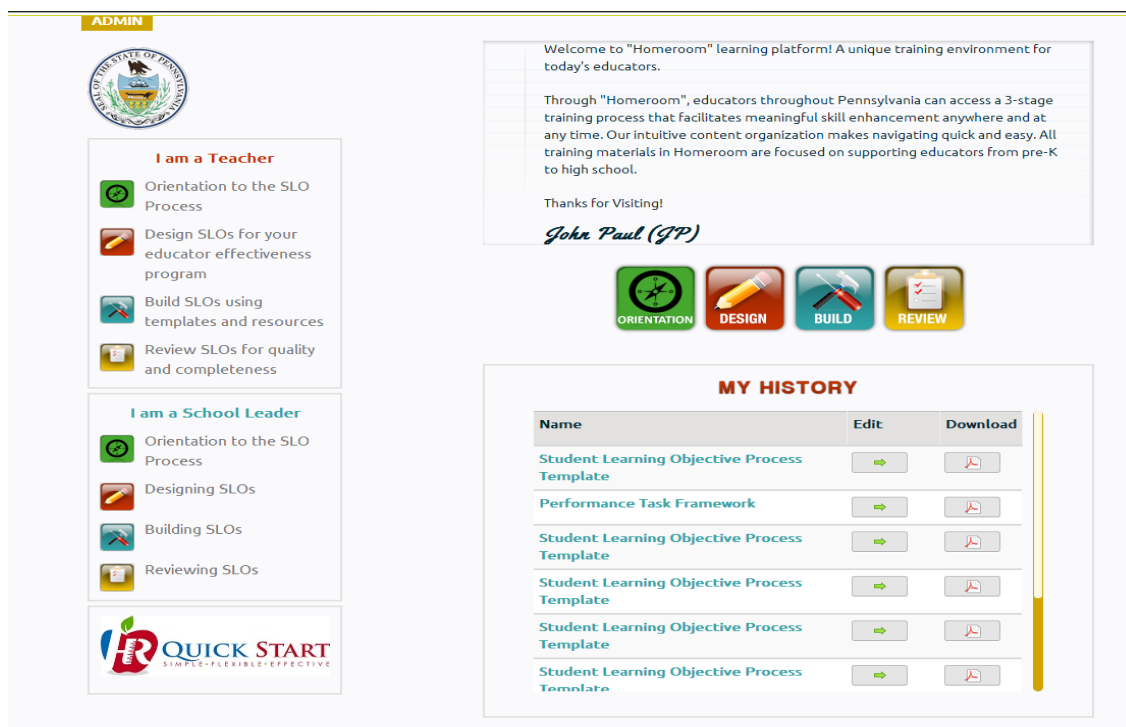 ADMIN
SEAL OF THE STATE OF PENNSYLVANIA
I am a Teacher
Orientation to the SLO
Process
Design SLOs for your
educator effectiveness
program
Build SLOs using
templates and resources
Review SLOs for quality
and completeness
I am a School Leader
Orientation to the SLO
Process
Designing SLOs
Building SLOs
Reviewing SLOs
HR QUICK START
SIMPLE•FLEXIBLE•EFFECTIVE
Welcome to "Homeroom" learning platform! A unique training environment for
today's educators.
Through "Homeroom", educators throughout Pennsylvania can access a 3-stage
training process that facilitates meaningful skill enhancement anywhere and at
any time. Our intuitive content organization makes navigating quick and easy. All
training materials in Homeroom are focused on supporting educators from pre-K
to high school.
Thanks for Visiting!
John Paul (JP)
ORIENTATION DESIGN BUILD REVIEW
MY HISTORY
Name Edit Download
Student Learning Objective Process
Template
Performance Task Framework
Student Learning Objective Process
Template
Student Learning Objective Process
Template
Student Learning Objective Process
Template
Student Learning Objective Process
Template